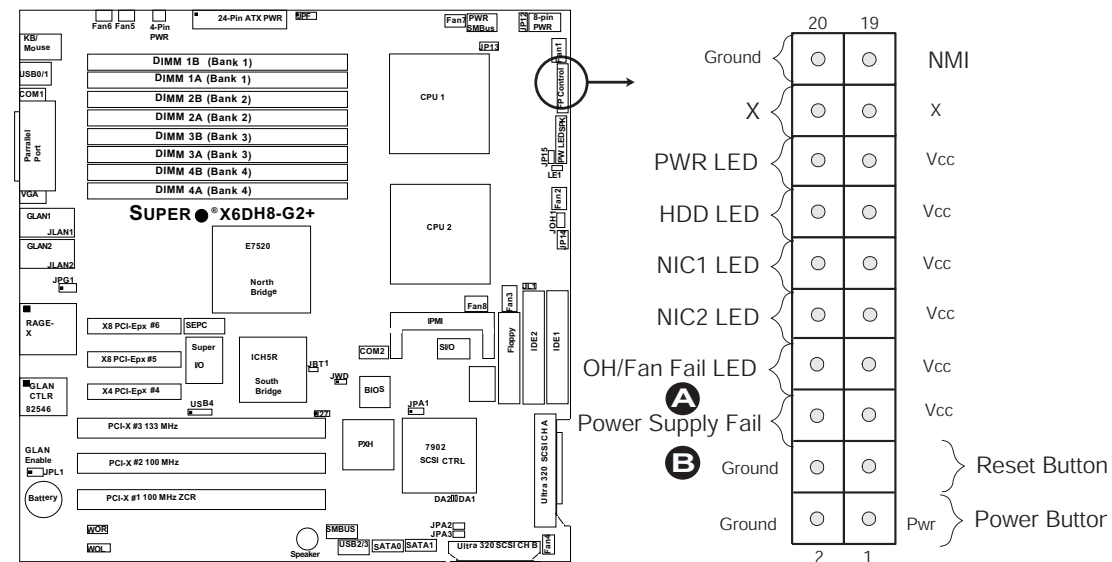 Fan6 Fan5
4-Pin
PWR
24-Pin ATX PWR
JPF
Fan7
PWR
SMBus
JP12
8-pin
PWR
KB/
Mouse
USB0/1
COM1
Parrallel
Port
VGA
GLAN1
JLAN1
GLAN2
JLAN2
JPG1
RAGE-
X
GLAN
CTLR
82546
GLAN
Enable
JPL1
Battery
DIMM 1B (Bank 1)
DIMM 1A (Bank 1)
DIMM 2B (Bank 2)
DIMM 2A (Bank 2)
DIMM 3B (Bank 3)
DIMM 3A (Bank 3)
DIMM 4B (Bank 4)
DIMM 4A (Bank 4)
SUPER ● ® X6DH8-G2+
JP13
CPU 1
CPU 2
Fan1
FP Control
SPK
PW LED
JP15
LE1
Fan2
JOH1
JP14
E7520
North
Bridge
X8 PCI-Epx #6
SEPC
X8 PCI-Epx #5
Super
I/O
X4 PCI-Epx #4
USB4
ICH5R
South
Bridge
JBT1
JWD
J27
COM2
BIOS
Fan8
IPMI
SI/O
Fan3
JL1
Floppy
IDE2
IDE1
JPA1
PXH
7902
SCSI CTRL
Ultra 320 SCSI CH A
DA2 DA1
PCI-X #3 133 MHz
PCI-X #2 100 MHz
PCI-X #1 100 MHz ZCR
WOR
WOL
Speaker
SMBUS
USB2/3
SATA0
SATA1
JPA2
JPA3
Ultra 320 SCSI CH B
Fan4
20 19
Ground NMI
X X
PWR LED Vcc
HDD LED Vcc
NIC1 LED Vcc
NIC2 LED Vcc
OH/Fan Fail LED Vcc
A
Power Supply Fail Vcc
B
Ground Reset Button
Ground Pwr Power Button
2 1